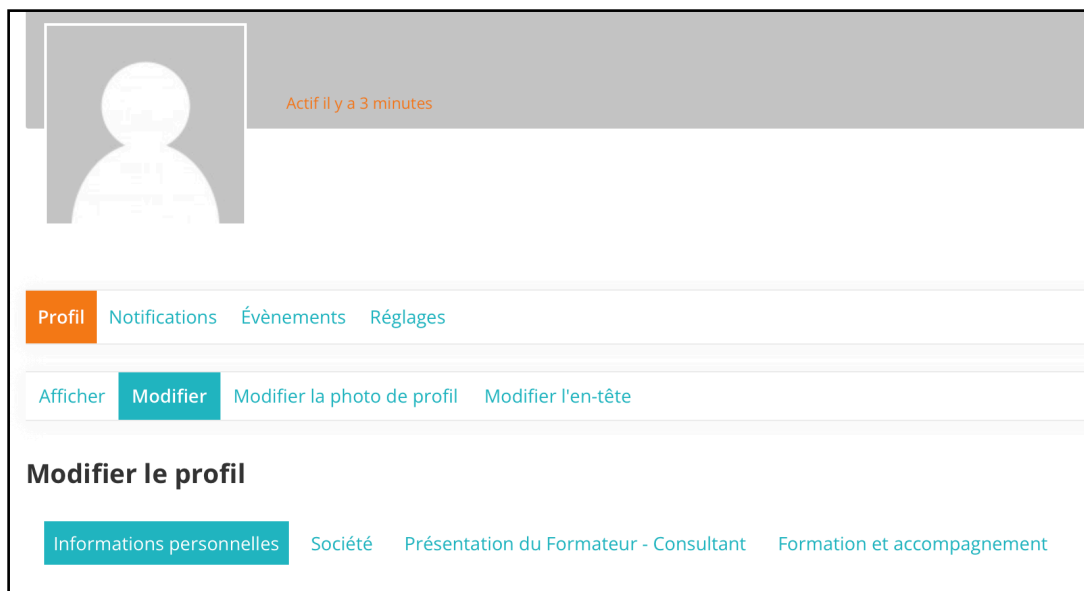 Actif il y a 3 minutes
Profil Notifications Évènements Réglages
Afficher Modifier Modifier la photo de profil Modifier l'en-tête
Modifier le profil
Informations personnelles Société Présentation du Formateur - Consultant Formation et accompagnement